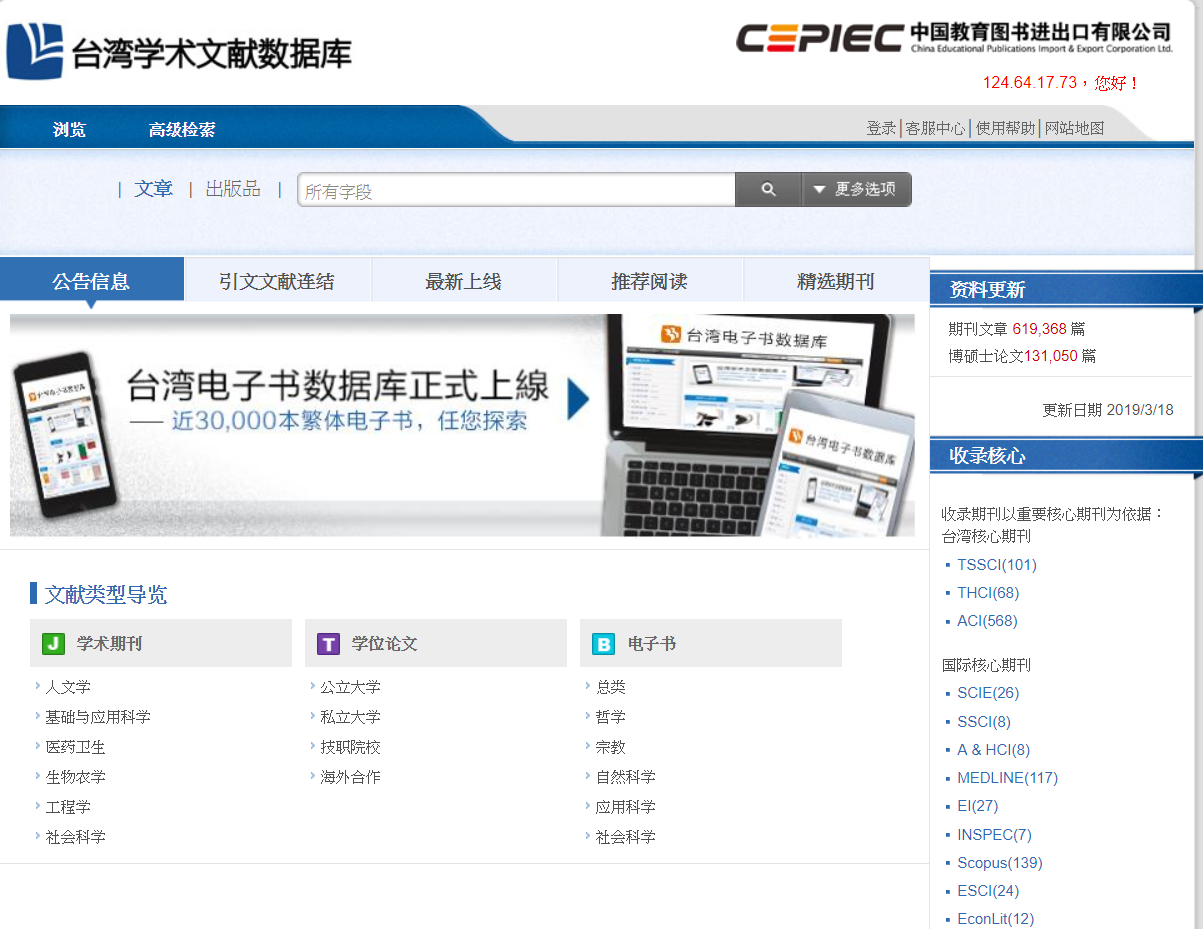 台湾学术文献数据库
CEPIEC 中国教育图书进出口有限公司
China Educational Publications Import & Export Corporation Ltd.
124.64.17.73，您好！
浏览 高级检索
登录|客服中心|使用帮助|网站地图
| 文章 | 出版品 |
所有字段
更多选项
公告信息 引文文献连结 最新上线 推荐阅读 精选期刊
台湾电子书数据库正式上線
—— 近30,000本繁体电子书，任您探索
台湾电子书数据库
台湾电子书数据库
台湾电子书数据库
资料更新
期刊文章 619,368 篇
博硕士论文131,050 篇
更新日期 2019/3/18
收录核心
收录期刊以重要核心期刊为依据：
台湾核心期刊
TSSCI(101)
THCI(68)
ACI(568)
国际核心期刊
SCIE(26)
SSCI(8)
A & HCI(8)
MEDLINE(117)
EI(27)
INSPEC(7)
Scopus(139)
ESCI(24)
EconLit(12)
文献类型导览
J 学术期刊
人文学
基础与应用科学
医药卫生
生物农学
工程学
社会科学
T 学位论文
公立大学
私立大学
技职院校
海外合作
B 电子书
总类
哲学
宗教
自然科学
应用科学
社会科学